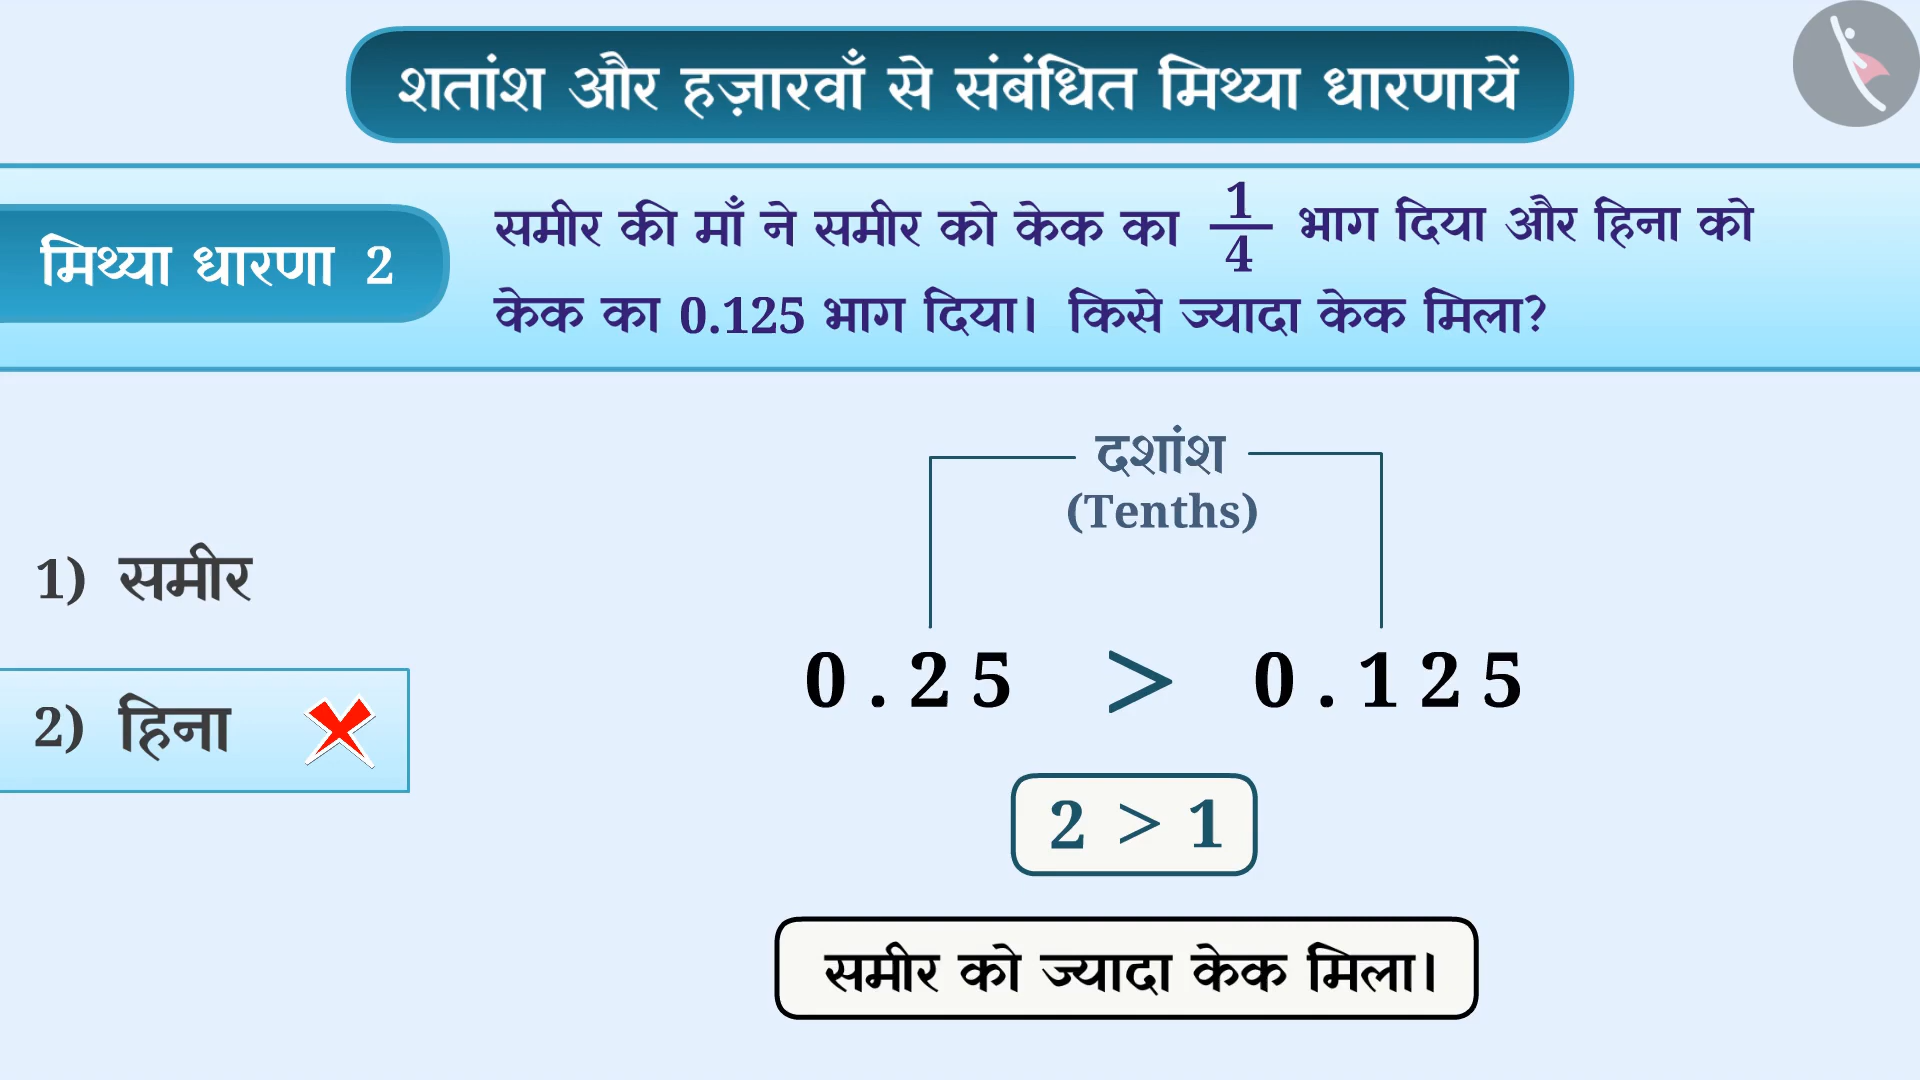 शतांश और हज़ारवाँ से संबंधित मिथ्या धारणायें
मिथ्या धारणा 2
समीर की माँ ने समीर को केक का 1/4 भाग दिया और हिना को
केक का 0.125 भाग दिया। किसे ज्यादा केक मिला?
दशांश
(Tenths)
1) समीर
2) हिना
0.25 > 0.125
2 > 1
समीर को ज्यादा केक मिला।